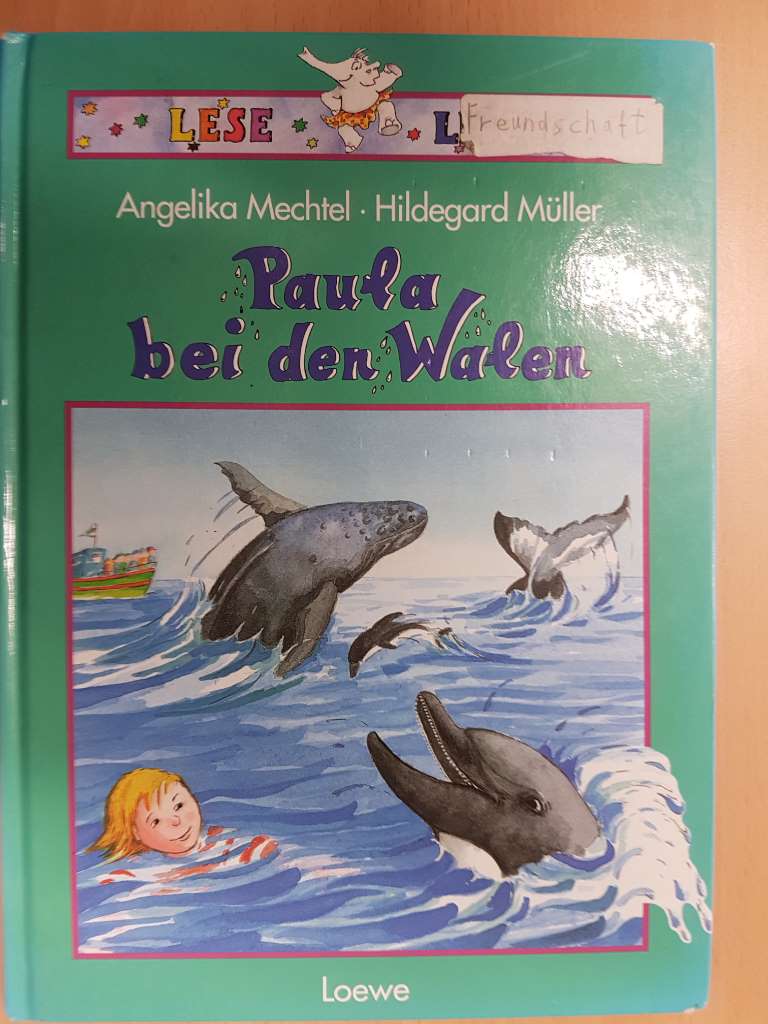 LESE L
Freundschaft
Angelika Mechtel · Hildegard Müller
Paula
bei den Walen
Loewe